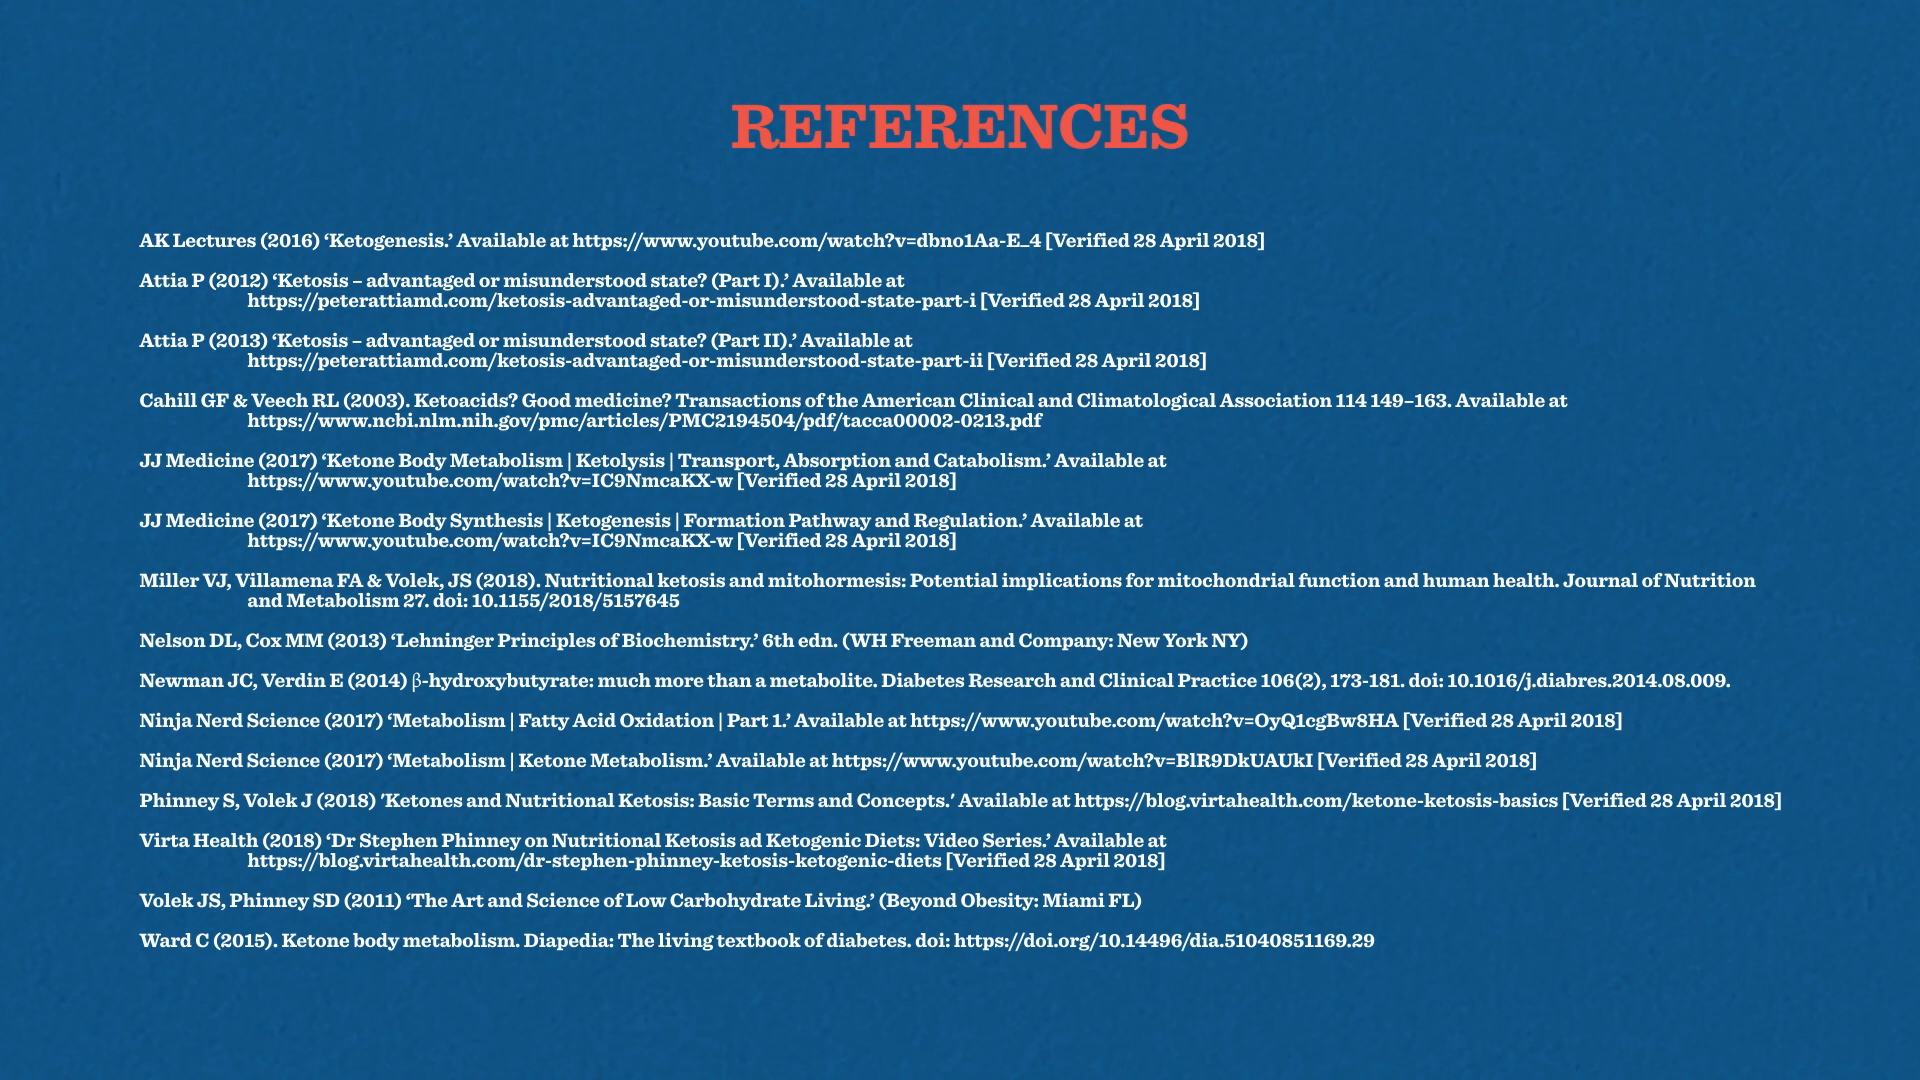 REFERENCES
AK Lectures (2016) ‘Ketogenesis.’ Available at https://www.youtube.com/watch?v=dbno1Aa-E_4 [Verified 28 April 2018]
Attia P (2012) ‘Ketosis – advantaged or misunderstood state? (Part I).’ Available at
https://peterattiamd.com/ketosis-advantaged-or-misunderstood-state-part-i [Verified 28 April 2018]
Attia P (2013) ‘Ketosis – advantaged or misunderstood state? (Part II).’ Available at
https://peterattiamd.com/ketosis-advantaged-or-misunderstood-state-part-ii [Verified 28 April 2018]
Cahill GF & Veech RL (2003). Ketoacids? Good medicine? Transactions of the American Clinical and Climatological Association 114 149–163. Available at
https://www.ncbi.nlm.nih.gov/pmc/articles/PMC2194504/pdf/tacca00002-0213.pdf
JJ Medicine (2017) ‘Ketone Body Metabolism | Ketolysis | Transport, Absorption and Catabolism.’ Available at
https://www.youtube.com/watch?v=IC9NmcaKX-w [Verified 28 April 2018]
JJ Medicine (2017) ‘Ketone Body Synthesis | Ketogenesis | Formation Pathway and Regulation.’ Available at
https://www.youtube.com/watch?v=IC9NmcaKX-w [Verified 28 April 2018]
Miller VJ, Villamena FA & Volek, JS (2018). Nutritional ketosis and mitohormesis: Potential implications for mitochondrial function and human health. Journal of Nutrition
and Metabolism 27. doi: 10.1155/2018/5157645
Nelson DL, Cox MM (2013) ‘Lehninger Principles of Biochemistry.’ 6th edn. (WH Freeman and Company: New York NY)
Newman JC, Verdin E (2014) β-hydroxybutyrate: much more than a metabolite. Diabetes Research and Clinical Practice 106(2), 173-181. doi: 10.1016/j.diabres.2014.08.009.
Ninja Nerd Science (2017) ‘Metabolism | Fatty Acid Oxidation | Part 1.’ Available at https://www.youtube.com/watch?v=OyQ1cgBw8HA [Verified 28 April 2018]
Ninja Nerd Science (2017) ‘Metabolism | Ketone Metabolism.’ Available at https://www.youtube.com/watch?v=BlR9DkUAUkI [Verified 28 April 2018]
Phinney S, Volek J (2018) 'Ketones and Nutritional Ketosis: Basic Terms and Concepts.' Available at https://blog.virtahealth.com/ketone-ketosis-basics [Verified 28 April 2018]
Virta Health (2018) ‘Dr Stephen Phinney on Nutritional Ketosis ad Ketogenic Diets: Video Series.’ Available at
https://blog.virtahealth.com/dr-stephen-phinney-ketosis-ketogenic-diets [Verified 28 April 2018]
Volek JS, Phinney SD (2011) ‘The Art and Science of Low Carbohydrate Living.’ (Beyond Obesity: Miami FL)
Ward C (2015). Ketone body metabolism. Diapedia: The living textbook of diabetes. doi: https://doi.org/10.14496/dia.51040851169.29